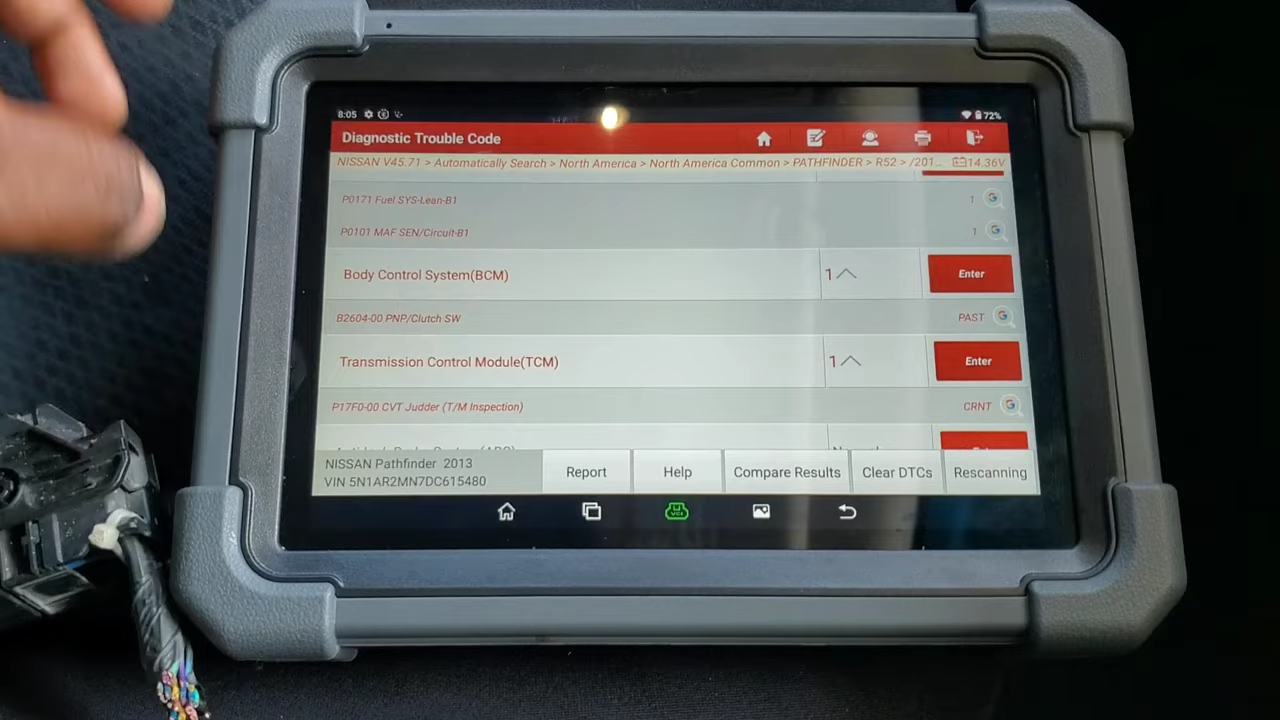 8:05
72%
Diagnostic Trouble Code
NISSAN V45.71 > Automatically Search > North America > North America Common > PATHFINDER > R52 > /201... 14.36V
P0171 Fuel SYS-Lean-B1 1
P0101 MAF SEN/Circuit-B1 1
Body Control System(BCM) 1 Enter
B2604-00 PNP/Clutch SW PAST
Transmission Control Module(TCM) 1 Enter
P17F0-00 CVT Judder (T/M Inspection) CRNT
NISSAN Pathfinder 2013
VIN 5N1AR2MN7DC615480
Report Help Compare Results Clear DTCs Rescanning
VCI